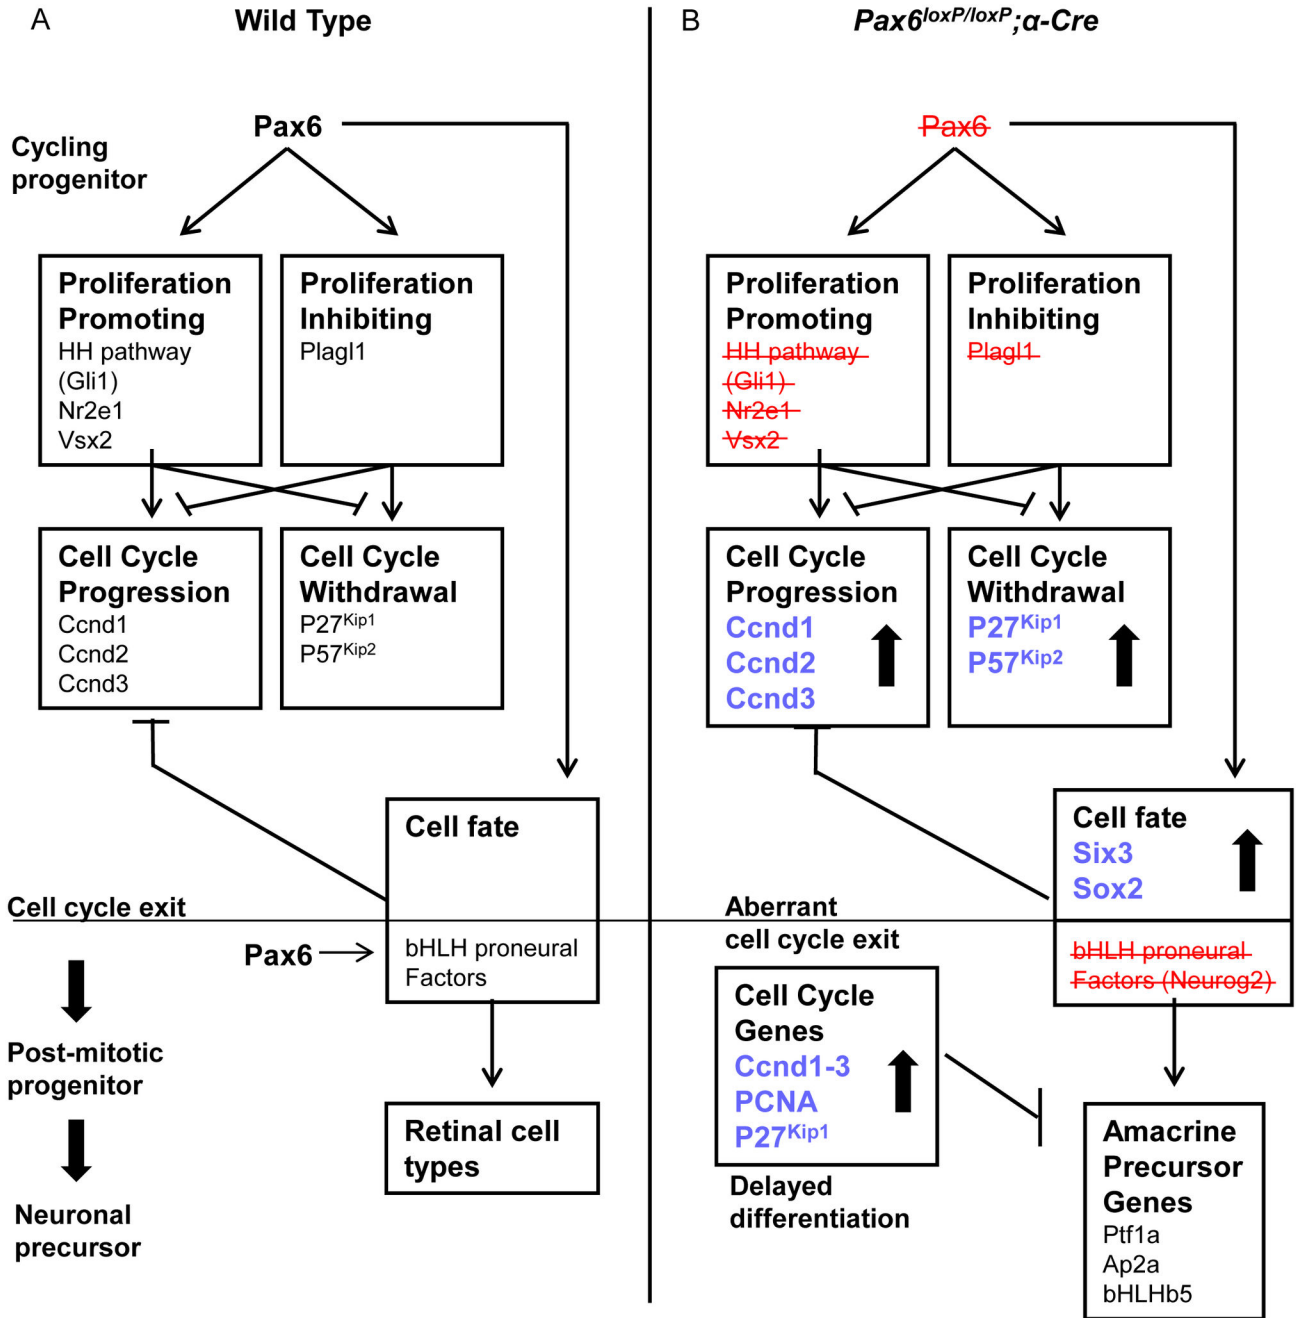 A
Wild Type
Pax6
Cycling
progenitor
Proliferation
Promoting
HH pathway
(Gli1)
Nr2e1
Vsx2
Proliferation
Inhibiting
Plagl1
Cell Cycle
Progression
Ccnd1
Ccnd2
Ccnd3
Cell Cycle
Withdrawal
P27Kip1
P57Kip2
Cell fate
Cell cycle exit
Pax6
bHLH proneural
Factors
Post-mitotic
progenitor
Retinal cell
types
Neuronal
precursor
B
Pax6loxP/loxP;α-Cre
Pax6
Proliferation
Promoting
HH pathway
(Gli1)
Nr2e1
Vsx2
Proliferation
Inhibiting
Plagl1
Cell Cycle
Progression
Ccnd1
Ccnd2
Ccnd3
Cell Cycle
Withdrawal
P27Kip1
P57Kip2
Cell fate
Six3
Sox2
Aberrant
cell cycle exit
bHLH proneural
Factors (Neurog2)
Cell Cycle
Genes
Ccnd1-3
PCNA
P27Kip1
Delayed
differentiation
Amacrine
Precursor
Genes
Ptf1a
Ap2a
bHLHb5